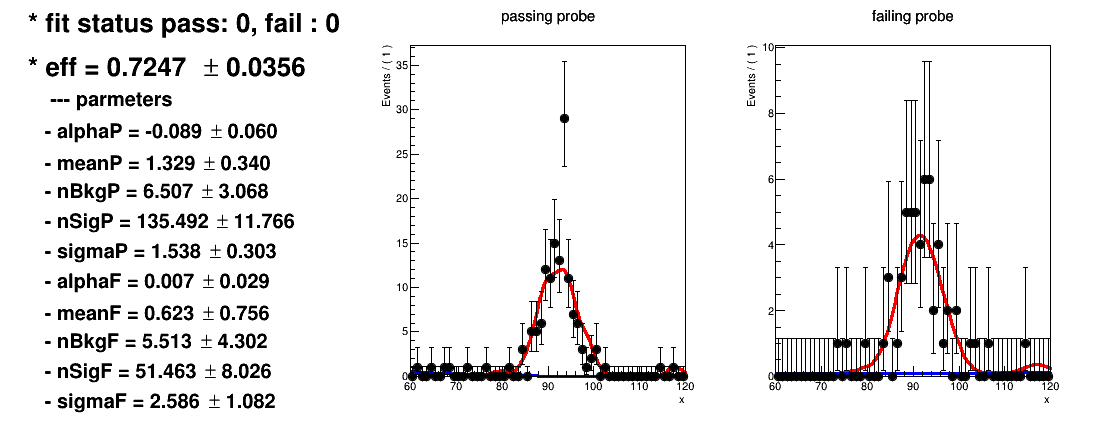 * fit status pass: 0, fail : 0
* eff = 0.7247 ± 0.0356
--- parmeters
- alphaP = -0.089 ± 0.060
- meanP = 1.329 ± 0.340
- nBkgP = 6.507 ± 3.068
- nSigP = 135.492 ± 11.766
- sigmaP = 1.538 ± 0.303
- alphaF = 0.007 ± 0.029
- meanF = 0.623 ± 0.756
- nBkgF = 5.513 ± 4.302
- nSigF = 51.463 ± 8.026
- sigmaF = 2.586 ± 1.082
passing probe
Events / ( 1 )
35
30
25
20
15
10
5
0
60 70 80 90 100 110 120
x
failing probe
Events / ( 1 )
10
8
6
4
2
0
60 70 80 90 100 110 120
x